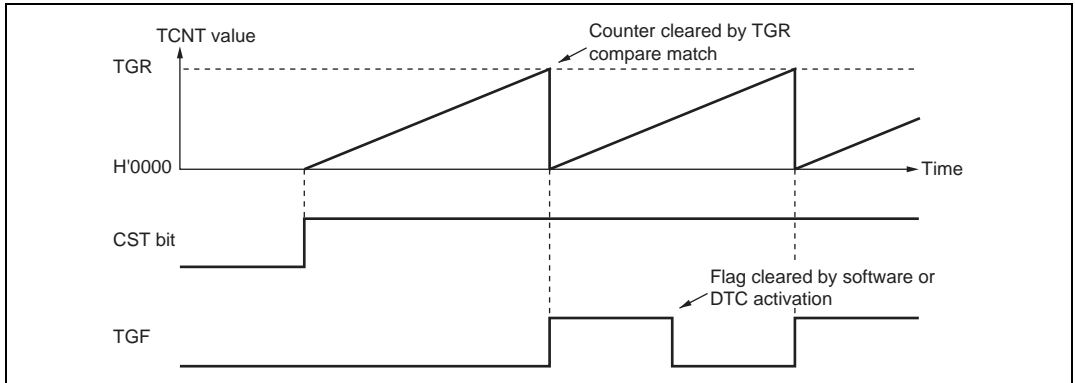 TCNT value
Counter cleared by TGR
compare match
TGR
H'0000
Time
CST bit
Flag cleared by software or
DTC activation
TGF